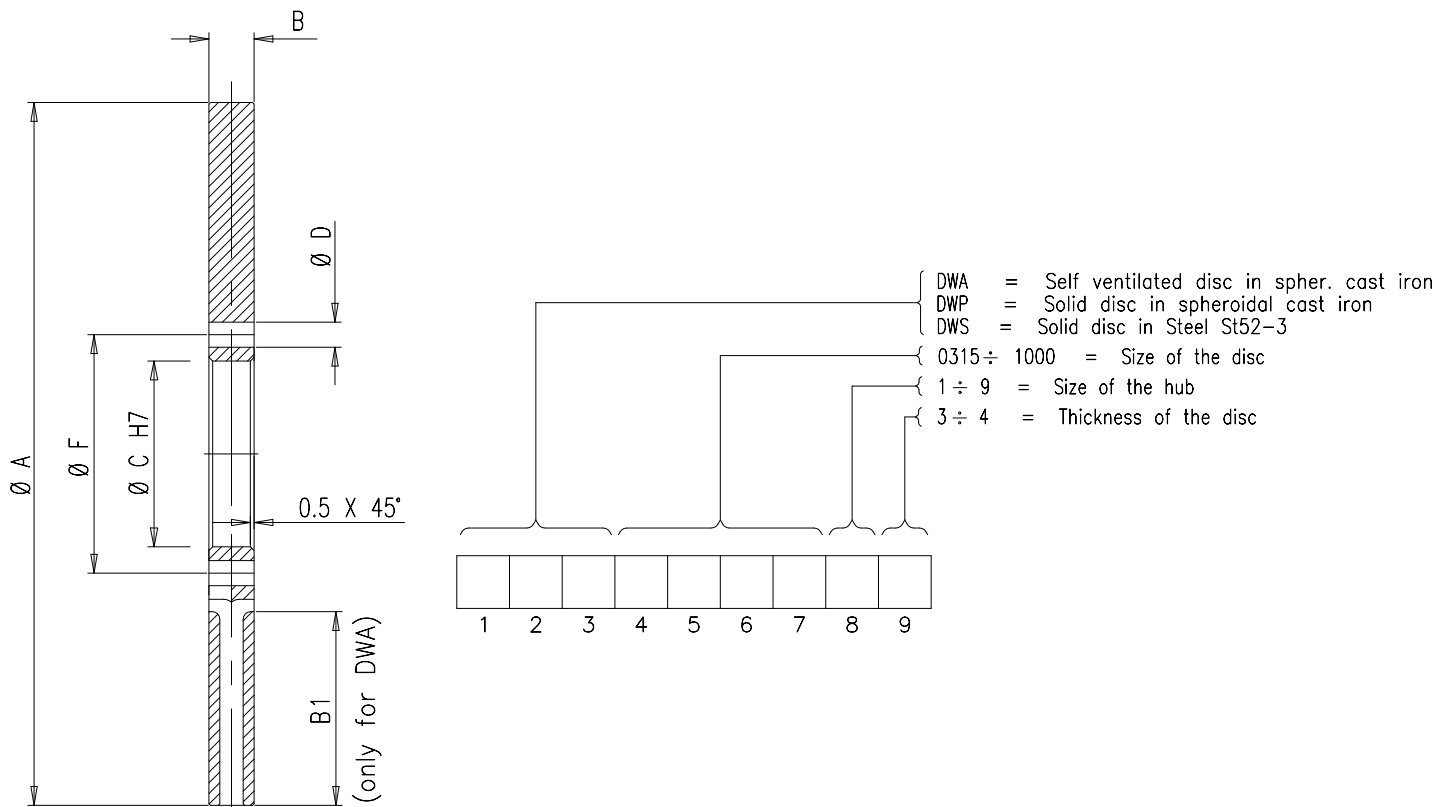 B
Ø A
Ø F
Ø C H7
Ø D
0.5 X 45°
B1
(only for DWA)
DWA = Self ventilated disc in spher. cast iron
DWP = Solid disc in spheroidal cast iron
DWS = Solid disc in Steel St52-3
0315÷ 1000 = Size of the disc
1÷ 9 = Size of the hub
3÷ 4 = Thickness of the disc
1 2 3 4 5 6 7 8 9